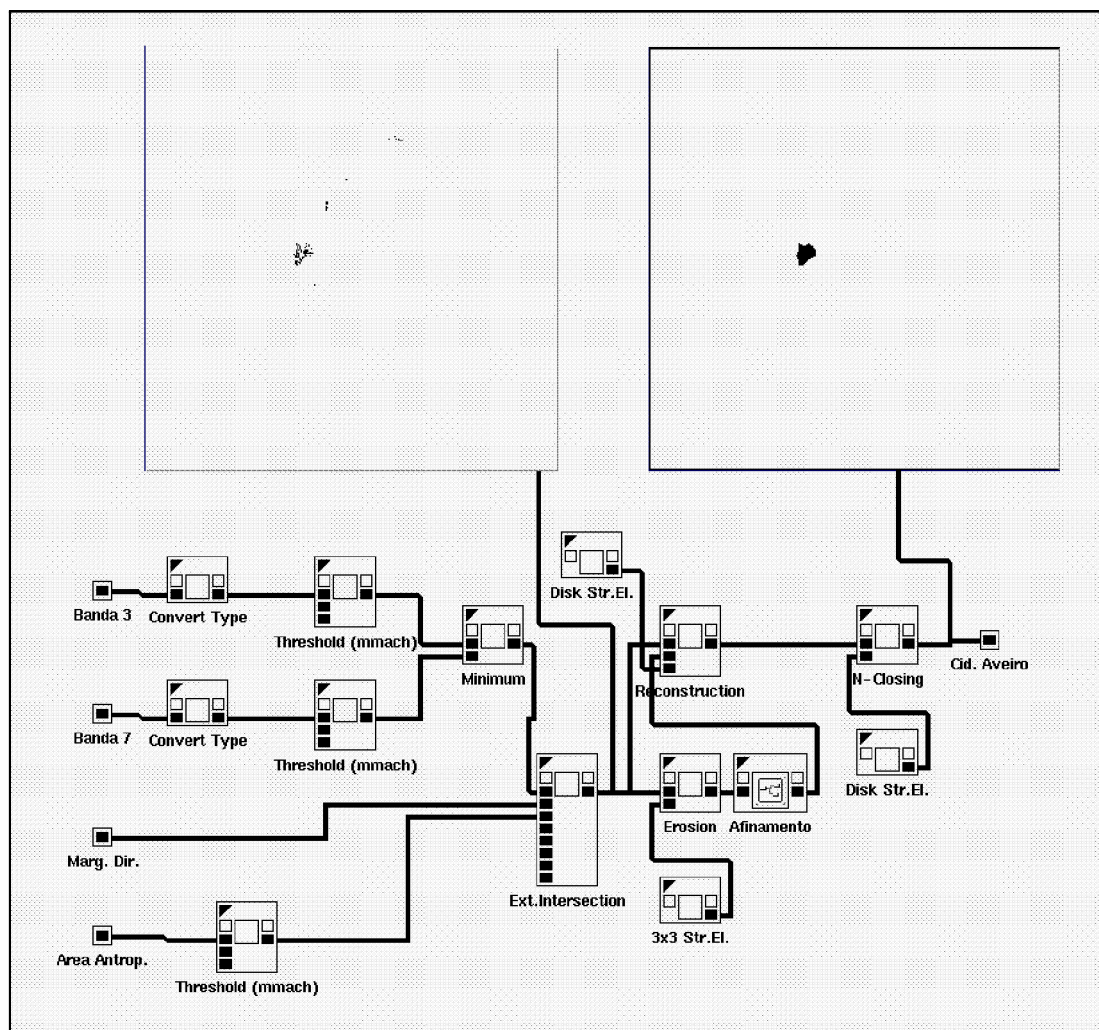 Disk Str.El.
Banda 3
Convert Type
Threshold (mmach)
Minimum
Reconstruction
N-Closing
Cid. Aveiro
Banda 7
Convert Type
Threshold (mmach)
Disk Str.El.
Marg. Dir.
Erosion
Afinamento
Ext.Intersection
3x3 Str.El.
Area Antrop.
Threshold (mmach)